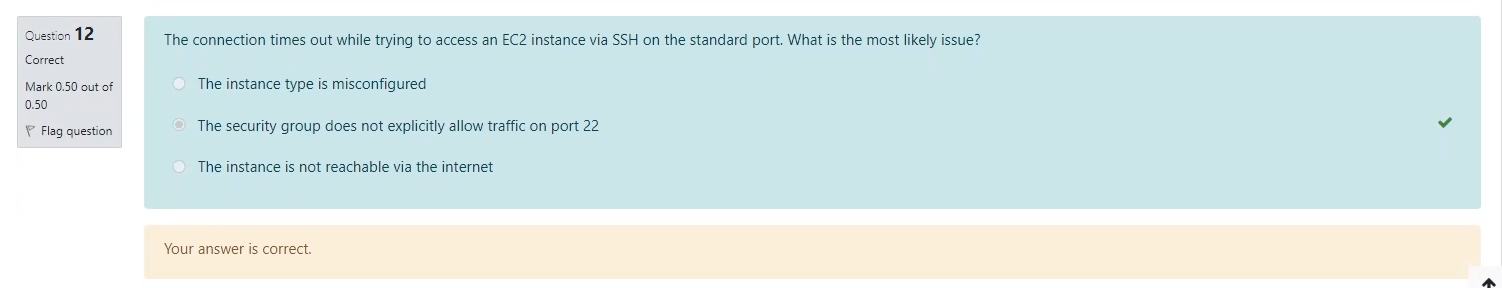 Question 12
Correct
Mark 0.50 out of
0.50
Flag question
The connection times out while trying to access an EC2 instance via SSH on the standard port. What is the most likely issue?
The instance type is misconfigured
The security group does not explicitly allow traffic on port 22
The instance is not reachable via the internet
Your answer is correct.